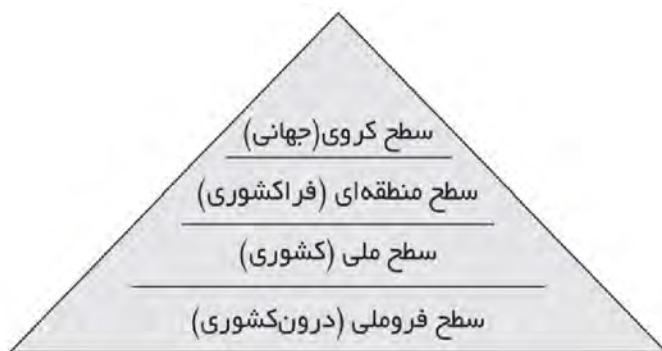 سطح کروی(جهانی)
سطح منطقه‌ای (فراکشوری)
سطح ملی (کشوری)
سطح فروملی (درون‌کشوری)